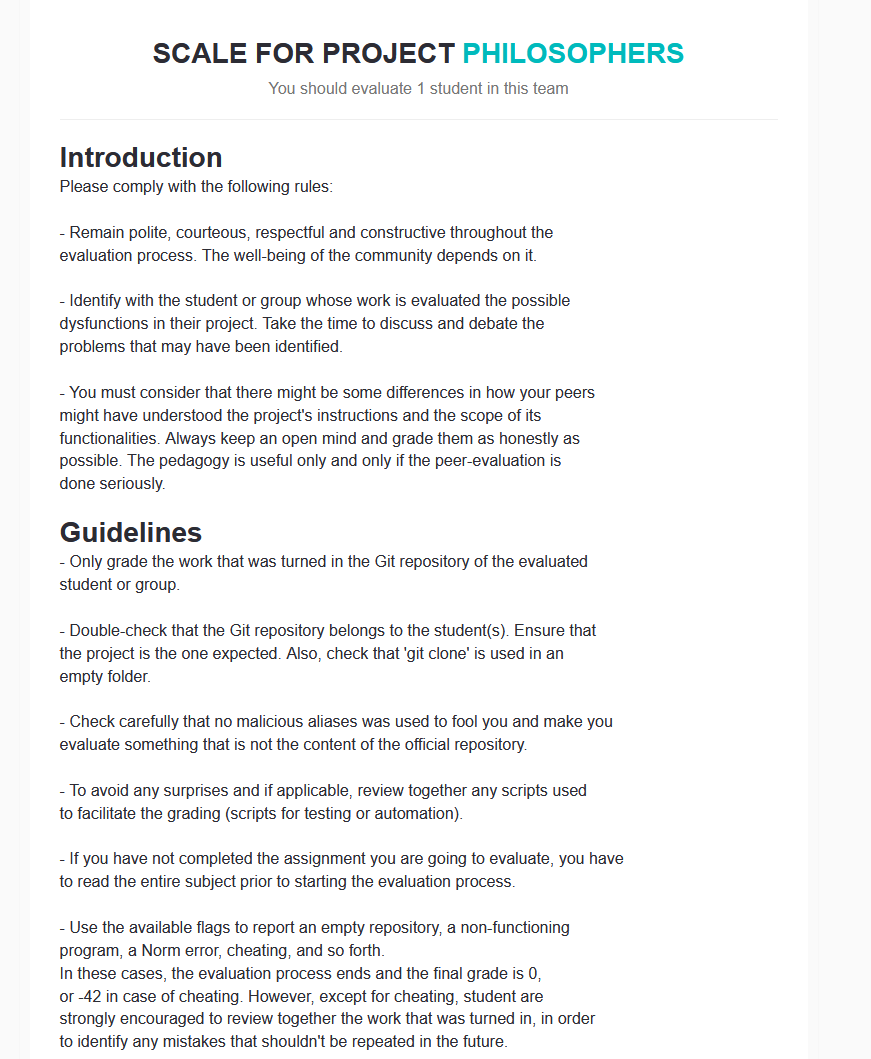 SCALE FOR PROJECT PHILOSOPHERS
You should evaluate 1 student in this team
Introduction
Please comply with the following rules:
- Remain polite, courteous, respectful and constructive throughout the
evaluation process. The well-being of the community depends on it.
- Identify with the student or group whose work is evaluated the possible
dysfunctions in their project. Take the time to discuss and debate the
problems that may have been identified.
- You must consider that there might be some differences in how your peers
might have understood the project's instructions and the scope of its
functionalities. Always keep an open mind and grade them as honestly as
possible. The pedagogy is useful only and only if the peer-evaluation is
done seriously.
Guidelines
- Only grade the work that was turned in the Git repository of the evaluated
student or group.
- Double-check that the Git repository belongs to the student(s). Ensure that
the project is the one expected. Also, check that 'git clone' is used in an
empty folder.
- Check carefully that no malicious aliases was used to fool you and make you
evaluate something that is not the content of the official repository.
- To avoid any surprises and if applicable, review together any scripts used
to facilitate the grading (scripts for testing or automation).
- If you have not completed the assignment you are going to evaluate, you have
to read the entire subject prior to starting the evaluation process.
- Use the available flags to report an empty repository, a non-functioning
program, a Norm error, cheating, and so forth.
In these cases, the evaluation process ends and the final grade is 0,
or -42 in case of cheating. However, except for cheating, student are
strongly encouraged to review together the work that was turned in, in order
to identify any mistakes that shouldn't be repeated in the future.